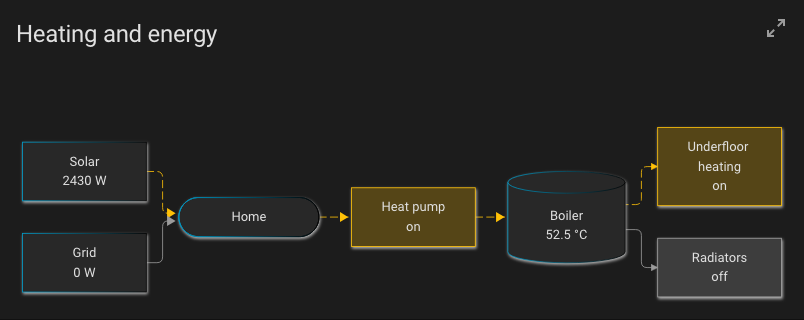 Heating and energy
Solar
2430 W
Grid
0 W
Home
Heat pump
on
Boiler
52.5 °C
Underfloor
heating
on
Radiators
off